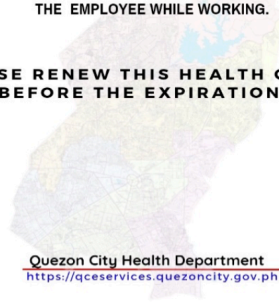 THE EMPLOYEE WHILE WORKING.
SE RENEW THIS HEALTH
BEFORE THE EXPIRATION
Quezon City Health Department
https://qceservices.quezoncity.gov.ph